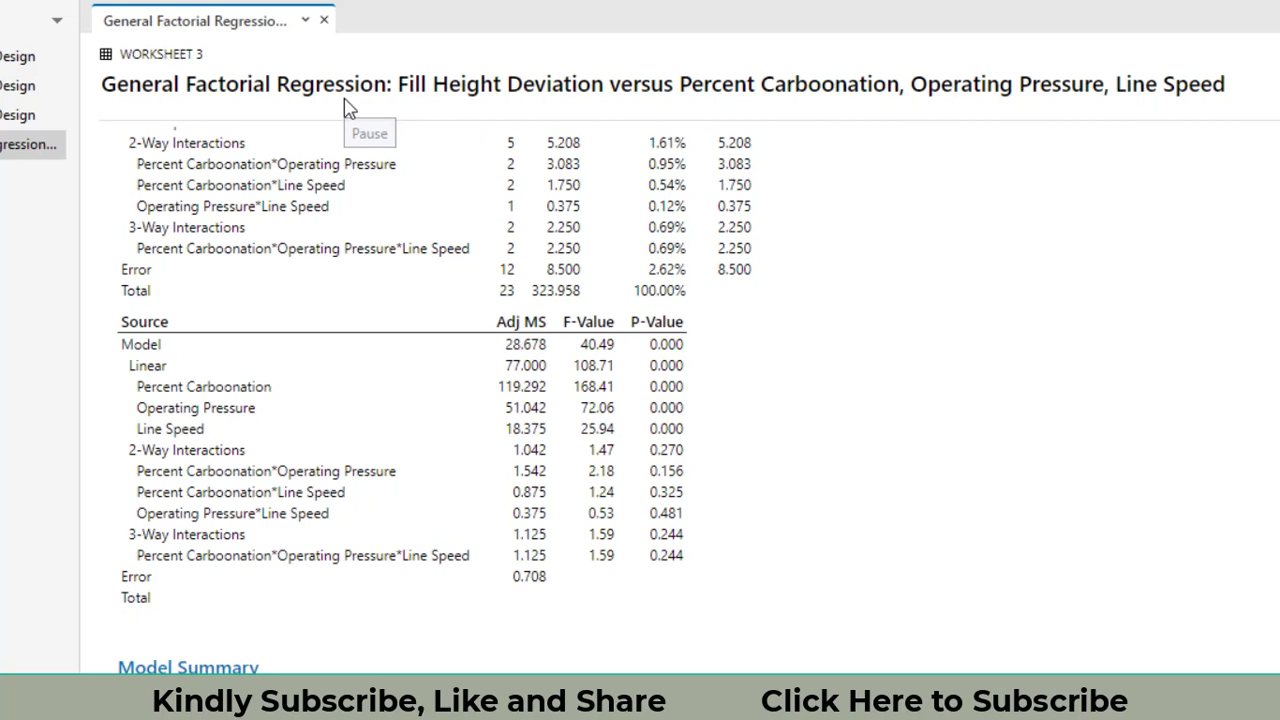 General Factorial Regressio...
WORKSHEET 3
Design
Design
Design
gression...
General Factorial Regression: Fill Height Deviation versus Percent Carboonation, Operating Pressure, Line Speed
Pause
2-Way Interactions 5 5.208 1.61% 5.208
Percent Carboonation*Operating Pressure 2 3.083 0.95% 3.083
Percent Carboonation*Line Speed 2 1.750 0.54% 1.750
Operating Pressure*Line Speed 1 0.375 0.12% 0.375
3-Way Interactions 2 2.250 0.69% 2.250
Percent Carboonation*Operating Pressure*Line Speed 2 2.250 0.69% 2.250
Error 12 8.500 2.62% 8.500
Total 23 323.958 100.00%
Source Adj MS F-Value P-Value
Model 28.678 40.49 0.000
Linear 77.000 108.71 0.000
Percent Carboonation 119.292 168.41 0.000
Operating Pressure 51.042 72.06 0.000
Line Speed 18.375 25.94 0.000
2-Way Interactions 1.042 1.47 0.270
Percent Carboonation*Operating Pressure 1.542 2.18 0.156
Percent Carboonation*Line Speed 0.875 1.24 0.325
Operating Pressure*Line Speed 0.375 0.53 0.481
3-Way Interactions 1.125 1.59 0.244
Percent Carboonation*Operating Pressure*Line Speed 1.125 1.59 0.244
Error 0.708
Total
Model Summary
Kindly Subscribe, Like and Share Click Here to Subscribe